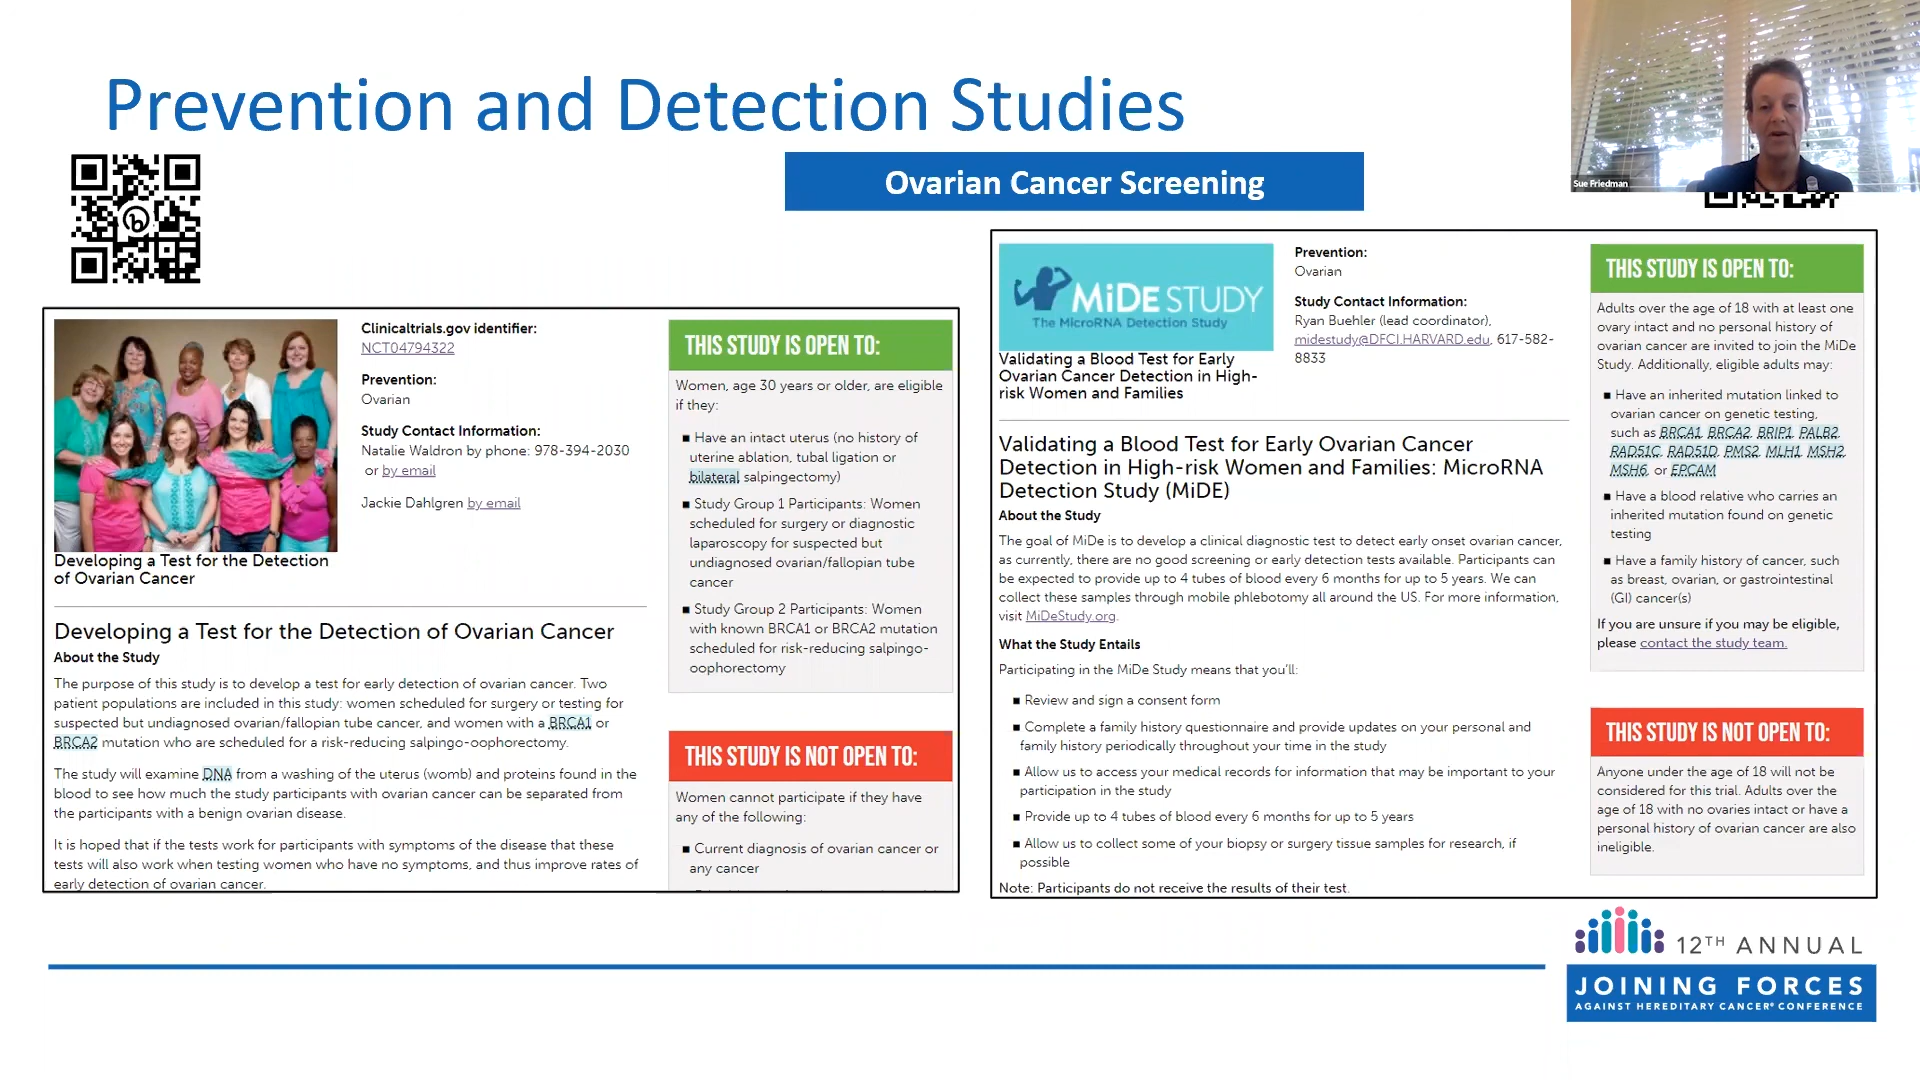 Prevention and Detection Studies
Ovarian Cancer Screening
Sue Friedman
Developing a Test for the Detection
of Ovarian Cancer
Clinicaltrials.gov identifier:
NCT04794322
Prevention:
Ovarian
Study Contact Information:
Natalie Waldron by phone: 978-394-2030
or by email
Jackie Dahlgren by email
Developing a Test for the Detection of Ovarian Cancer
About the Study
The purpose of this study is to develop a test for early detection of ovarian cancer. Two
patient populations are included in this study: women scheduled for surgery or testing for
suspected but undiagnosed ovarian/fallopian tube cancer, and women with a BRCA1 or
BRCA2 mutation who are scheduled for a risk-reducing salpingo-oophorectomy.
The study will examine DNA from a washing of the uterus (womb) and proteins found in the
blood to see how much the study participants with ovarian cancer can be separated from
the participants with a benign ovarian disease.
It is hoped that if the tests work for participants with symptoms of the disease that these
tests will also work when testing women who have no symptoms, and thus improve rates of
early detection of ovarian cancer.
THIS STUDY IS OPEN TO:
Women, age 30 years or older, are eligible
if they:
■ Have an intact uterus (no history of
uterine ablation, tubal ligation or
bilateral salpingectomy)
■ Study Group 1 Participants: Women
scheduled for surgery or diagnostic
laparoscopy for suspected but
undiagnosed ovarian/fallopian tube
cancer
■ Study Group 2 Participants: Women
with known BRCA1 or BRCA2 mutation
scheduled for risk-reducing salpingo-
oophorectomy
THIS STUDY IS NOT OPEN TO:
Women cannot participate if they have
any of the following:
■ Current diagnosis of ovarian cancer or
any cancer
MiDE STUDY
The MicroRNA Detection Study
Validating a Blood Test for Early
Ovarian Cancer Detection in High-
risk Women and Families
Prevention:
Ovarian
Study Contact Information:
Ryan Buehler (lead coordinator),
midestudy@DFCI.HARVARD.edu, 617-582-
8833
Validating a Blood Test for Early Ovarian Cancer
Detection in High-risk Women and Families: MicroRNA
Detection Study (MiDE)
About the Study
The goal of MiDe is to develop a clinical diagnostic test to detect early onset ovarian cancer,
as currently, there are no good screening or early detection tests available. Participants can
be expected to provide up to 4 tubes of blood every 6 months for up to 5 years. We can
collect these samples through mobile phlebotomy all around the US. For more information,
visit MiDeStudy.org.
What the Study Entails
Participating in the MiDe Study means that you'll:
■ Review and sign a consent form
■ Complete a family history questionnaire and provide updates on your personal and
family history periodically throughout your time in the study
■ Allow us to access your medical records for information that may be important to your
participation in the study
■ Provide up to 4 tubes of blood every 6 months for up to 5 years
■ Allow us to collect some of your biopsy or surgery tissue samples for research, if
possible
Note: Participants do not receive the results of their test.
THIS STUDY IS OPEN TO:
Adults over the age of 18 with at least one
ovary intact and no personal history of
ovarian cancer are invited to join the MiDe
Study. Additionally, eligible adults may:
■ Have an inherited mutation linked to
ovarian cancer on genetic testing,
such as BRCA1, BRCA2, BRIP1, PALB2,
RAD51C, RAD51D, PMS2, MLH1, MSH2,
MSH6, or EPCAM
■ Have a blood relative who carries an
inherited mutation found on genetic
testing
■ Have a family history of cancer, such
as breast, ovarian, or gastrointestinal
(GI) cancer(s)
If you are unsure if you may be eligible,
please contact the study team.
THIS STUDY IS NOT OPEN TO:
Anyone under the age of 18 will not be
considered for this trial. Adults over the
age of 18 with no ovaries intact or have a
personal history of ovarian cancer are also
ineligible.
12TH ANNUAL
JOINING FORCES
AGAINST HEREDITARY CANCER® CONFERENCE